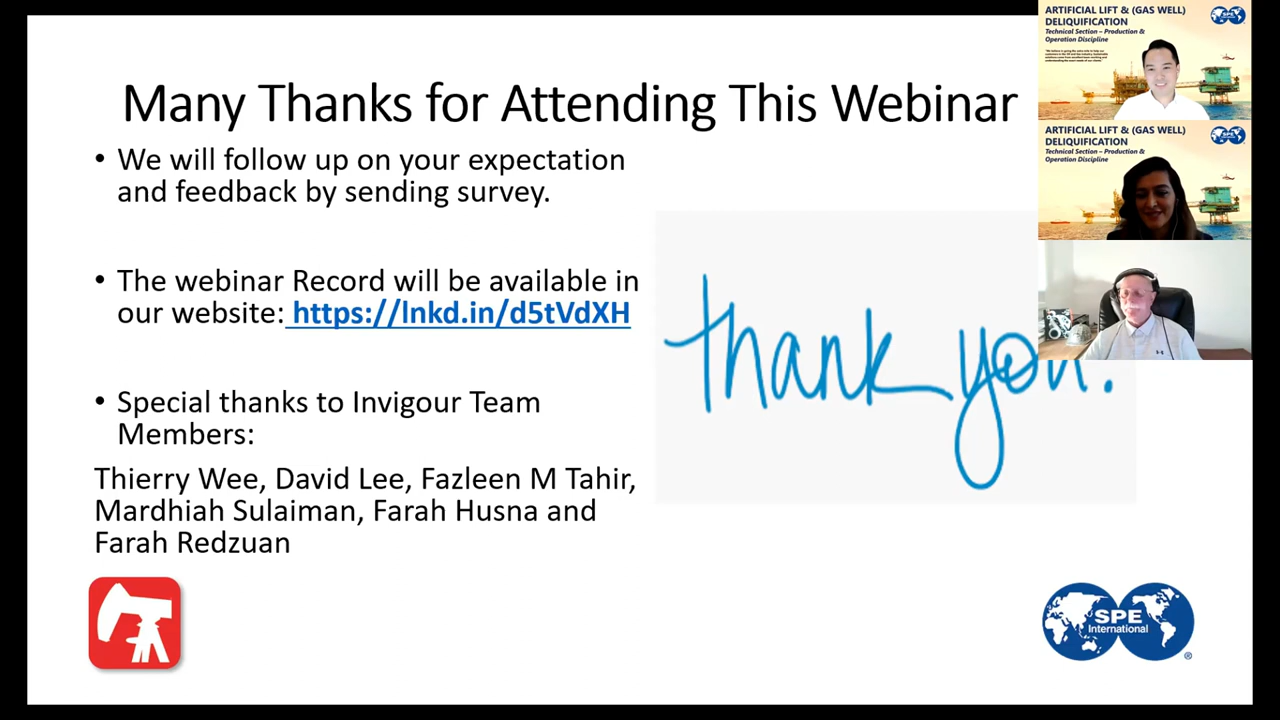 Many Thanks for Attending This Webinar
• We will follow up on your expectation
and feedback by sending survey.
• The webinar Record will be available in
our website: https://lnkd.in/d5tVdXH
• Special thanks to Invigour Team
Members:
Thierry Wee, David Lee, Fazleen M Tahir,
Mardhiah Sulaiman, Farah Husna and
Farah Redzuan
thank you.
ARTIFICIAL LIFT & (GAS WELL)
DELIQUIFICATION
Technical Section – Production &
Operation Discipline
SPE
ARTIFICIAL LIFT & (GAS WELL)
DELIQUIFICATION
Technical Section – Production &
Operation Discipline
SPE
SPE
International
®